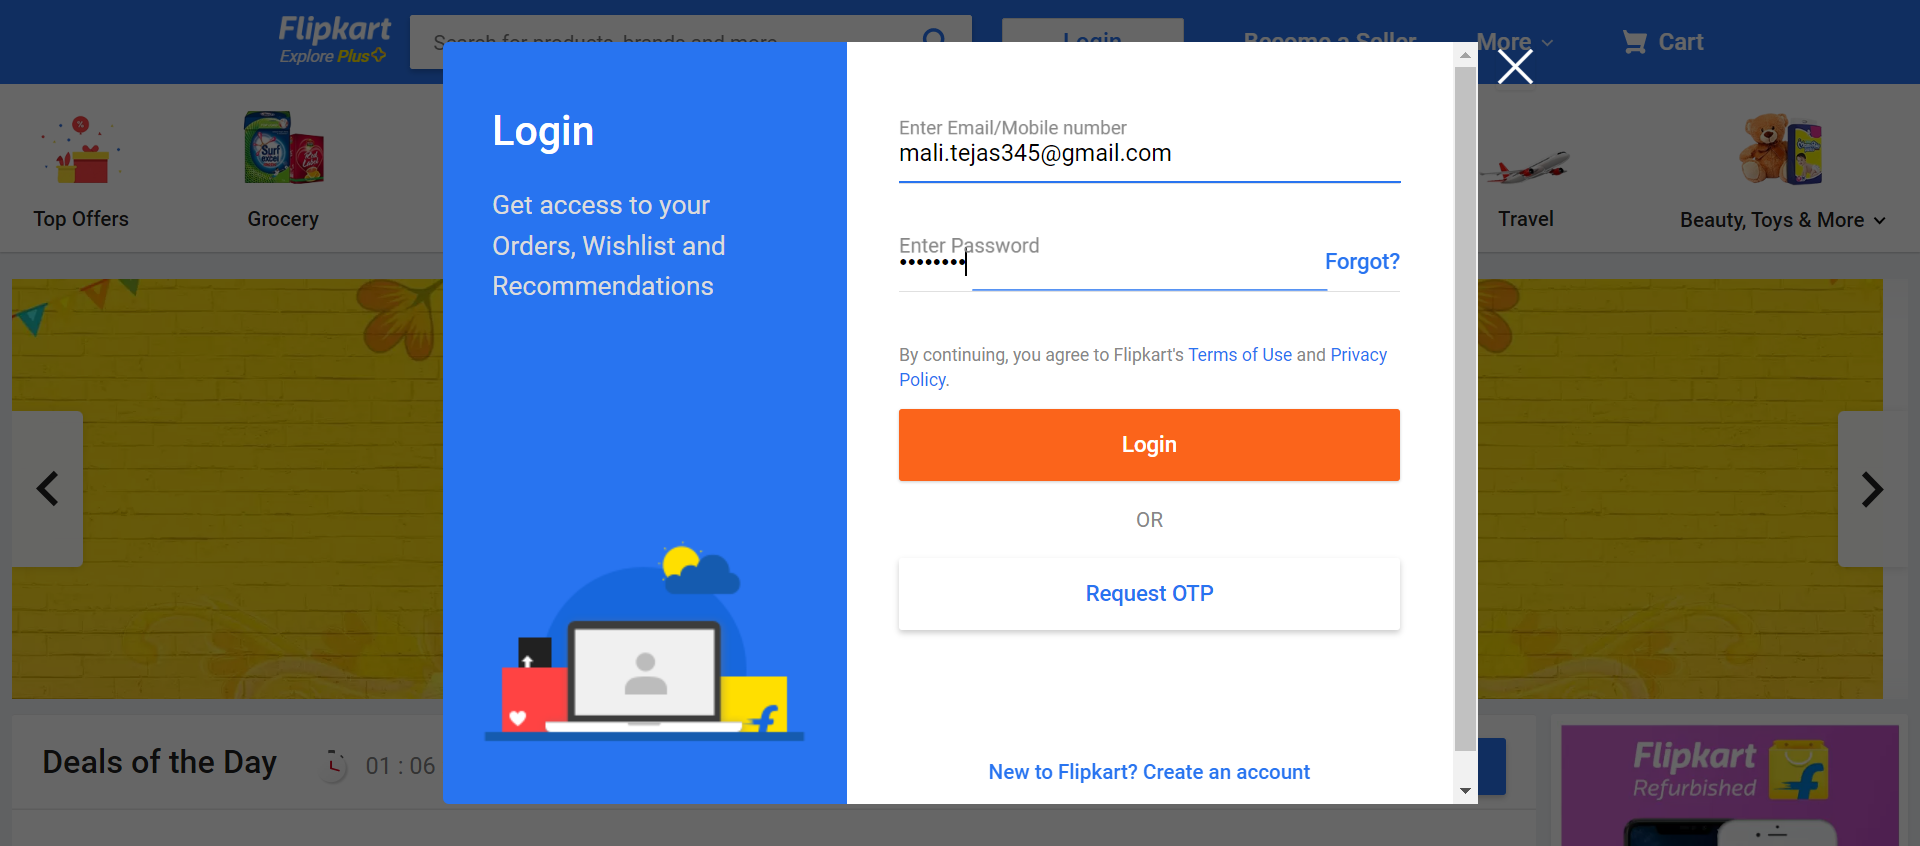 Flipkart
Explore Plus
Search for products, brands and more
Login
Become a Seller
More
Cart
Top Offers
Grocery
Travel
Beauty, Toys & More
Login
Get access to your
Orders, Wishlist and
Recommendations
Enter Email/Mobile number
mali.tejas345@gmail.com
Enter Password
••••••••
Forgot?
By continuing, you agree to Flipkart's Terms of Use and Privacy
Policy.
Login
OR
Request OTP
New to Flipkart? Create an account
Deals of the Day
01 : 06
Flipkart
Refurbished
Surf
excel